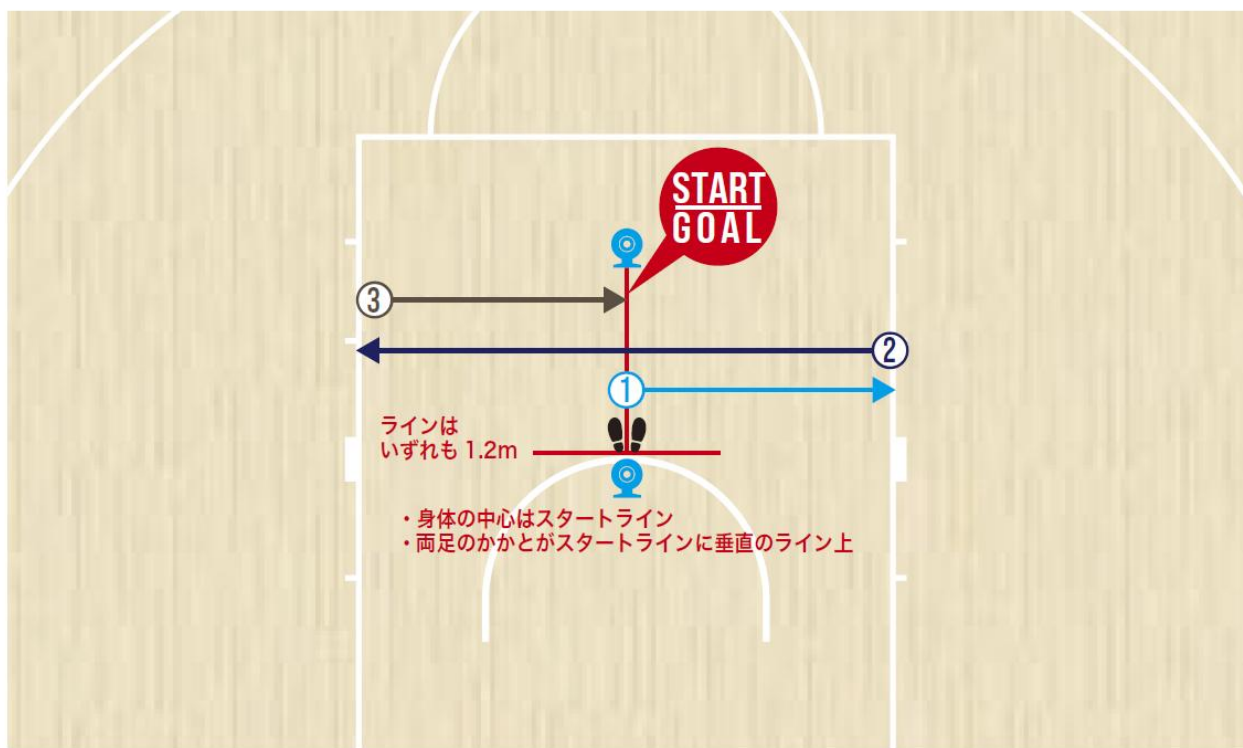 START
GOAL
③
②
①
ラインは
いずれも 1.2m
・身体の中心はスタートライン
・両足のかかとがスタートラインに垂直のライン上